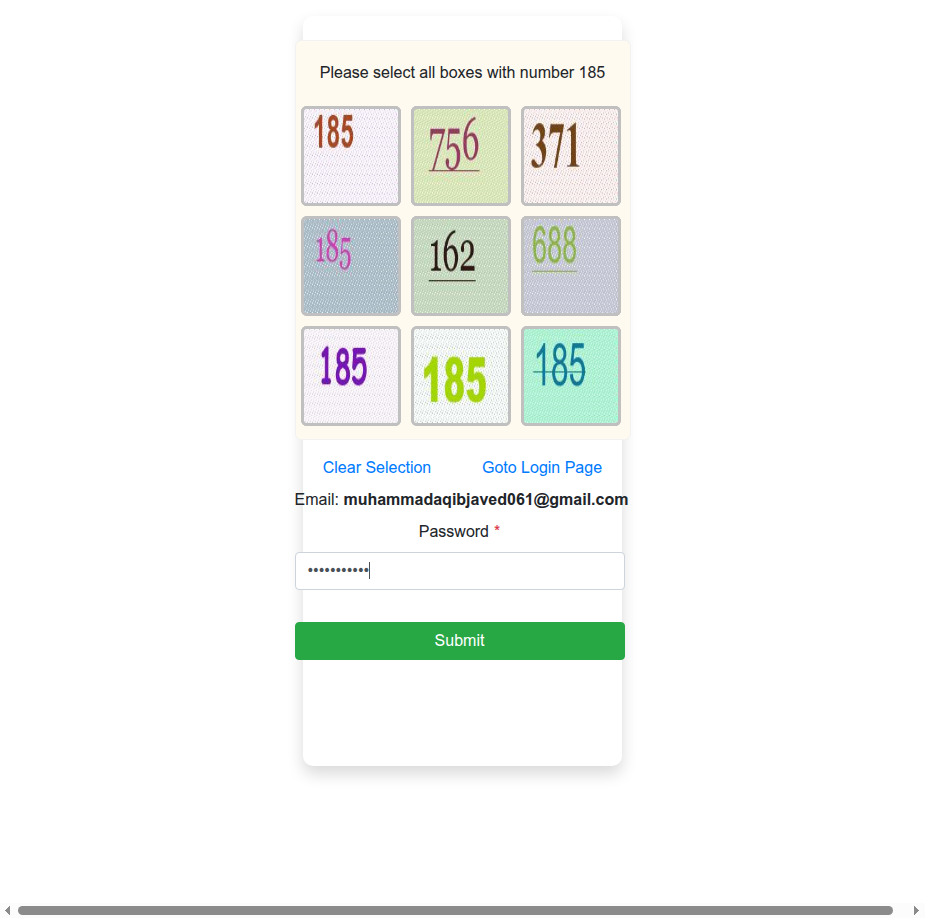 Please select all boxes with number 185
185 756 371
185 162 688
185 185 185
Clear Selection Goto Login Page
Email: muhammadaqibjaved061@gmail.com
Password *
•••••••••••
Submit